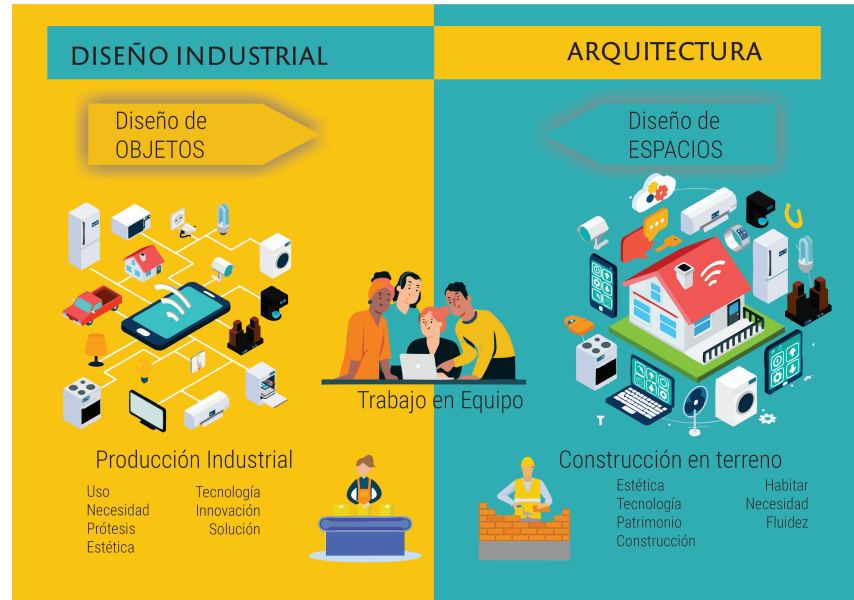 DISEÑO INDUSTRIAL
ARQUITECTURA
Diseño de
OBJETOS
Diseño de
ESPACIOS
Trabajo en Equipo
Producción Industrial
Uso
Necesidad
Prótesis
Estética
Tecnología
Innovación
Solución
Construcción en terreno
Estética
Tecnología
Patrimonio
Construcción
Habitar
Necesidad
Fluidez